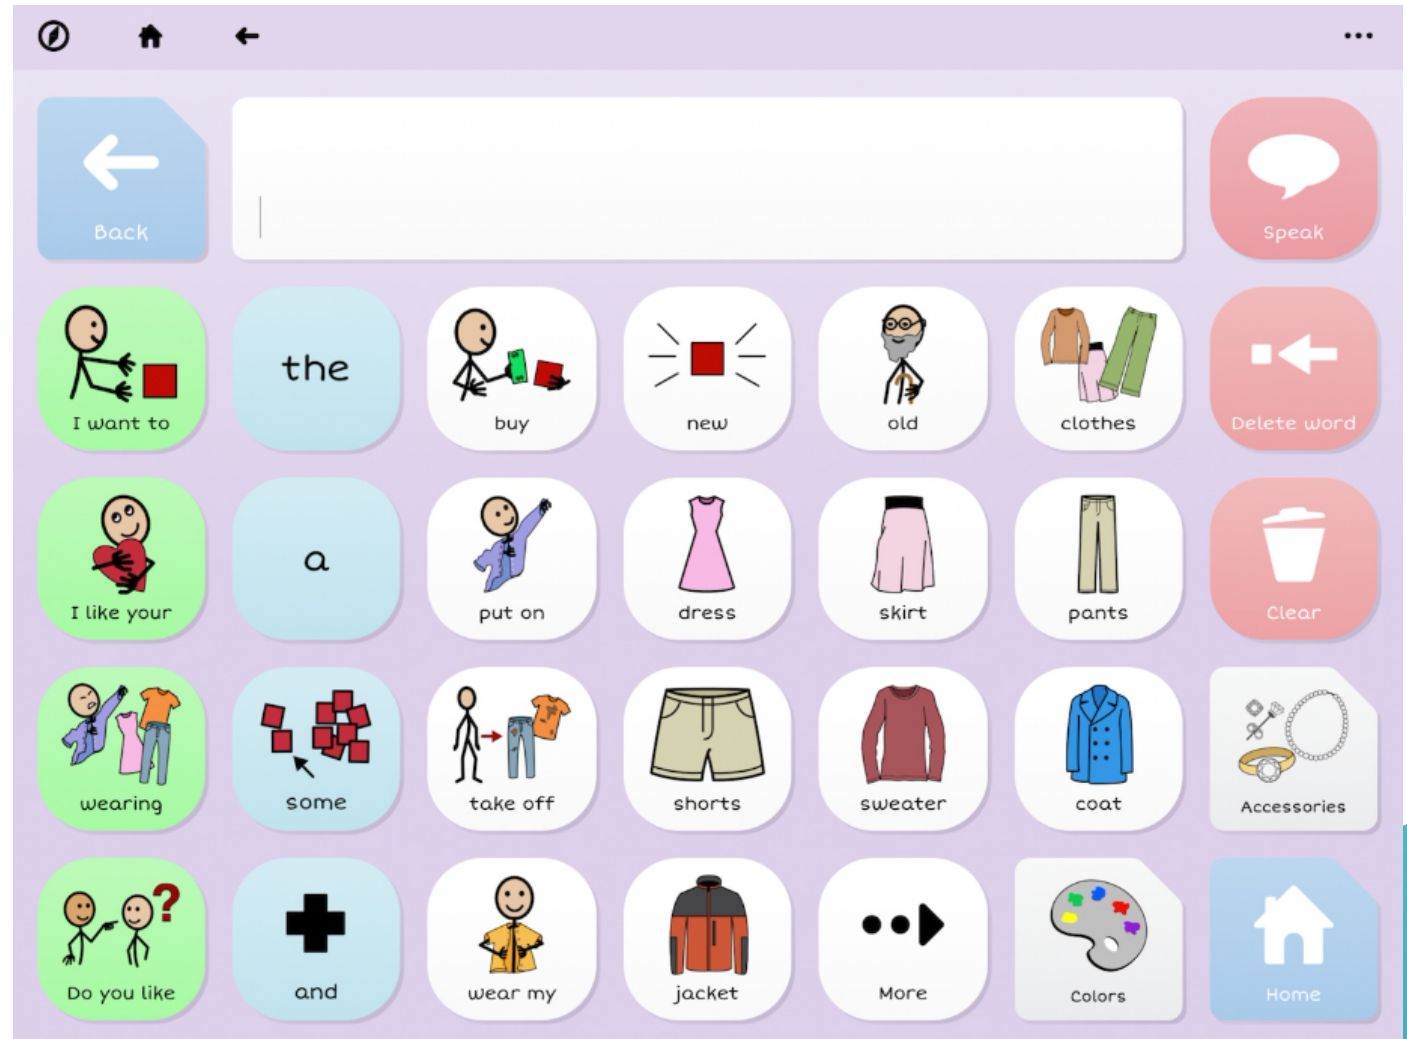 Back
Speak
I want to
the
buy
new
old
clothes
Delete word
I like your
a
put on
dress
skirt
pants
Clear
wearing
some
take off
shorts
sweater
coat
Accessories
Do you like
?
and
wear my
jacket
More
Colors
Home